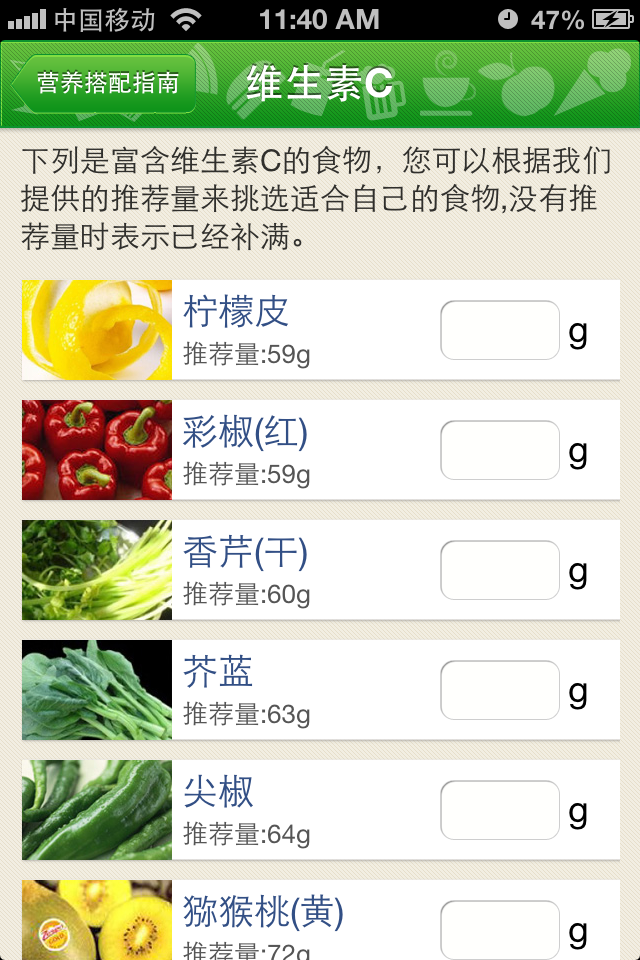 中国移动 11:40 AM 47%
营养搭配指南 维生素C
下列是富含维生素C的食物，您可以根据我们
提供的推荐量来挑选适合自己的食物,没有推
荐量时表示已经补满。
柠檬皮
推荐量:59g
g
彩椒(红)
推荐量:59g
g
香芹(干)
推荐量:60g
g
芥蓝
推荐量:63g
g
尖椒
推荐量:64g
g
猕猴桃(黄)
推荐量:72g
g